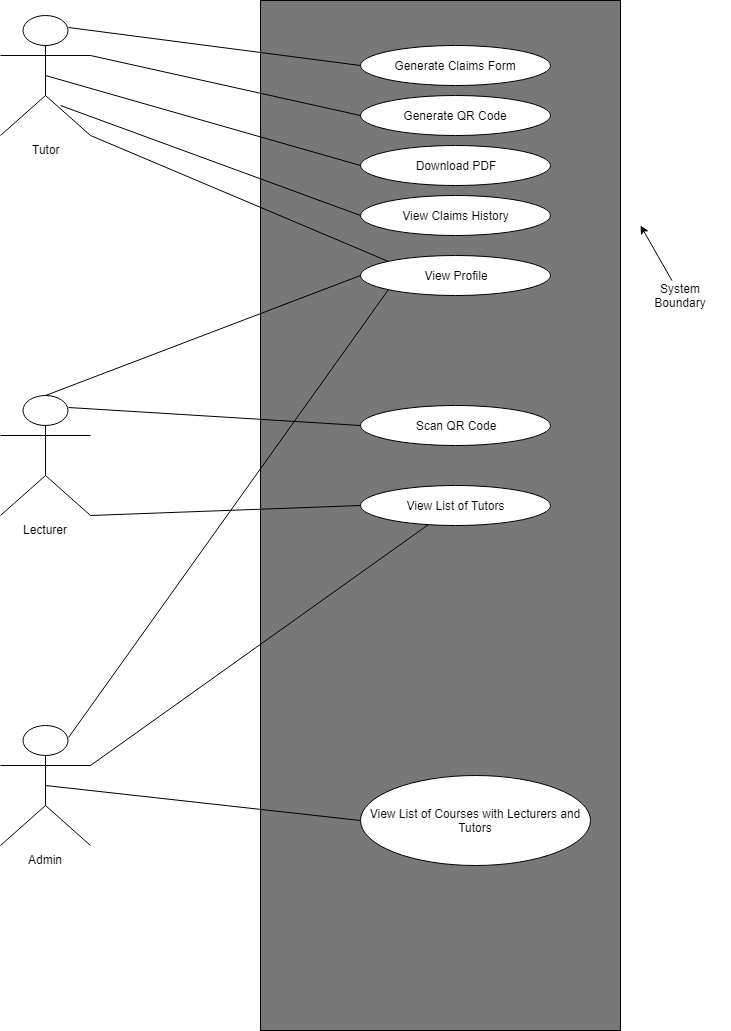 Generate Claims Form
Generate QR Code
Tutor
Download PDF
View Claims History
View Profile
System
Boundary
Scan QR Code
View List of Tutors
Lecturer
View List of Courses with Lecturers and
Tutors
Admin